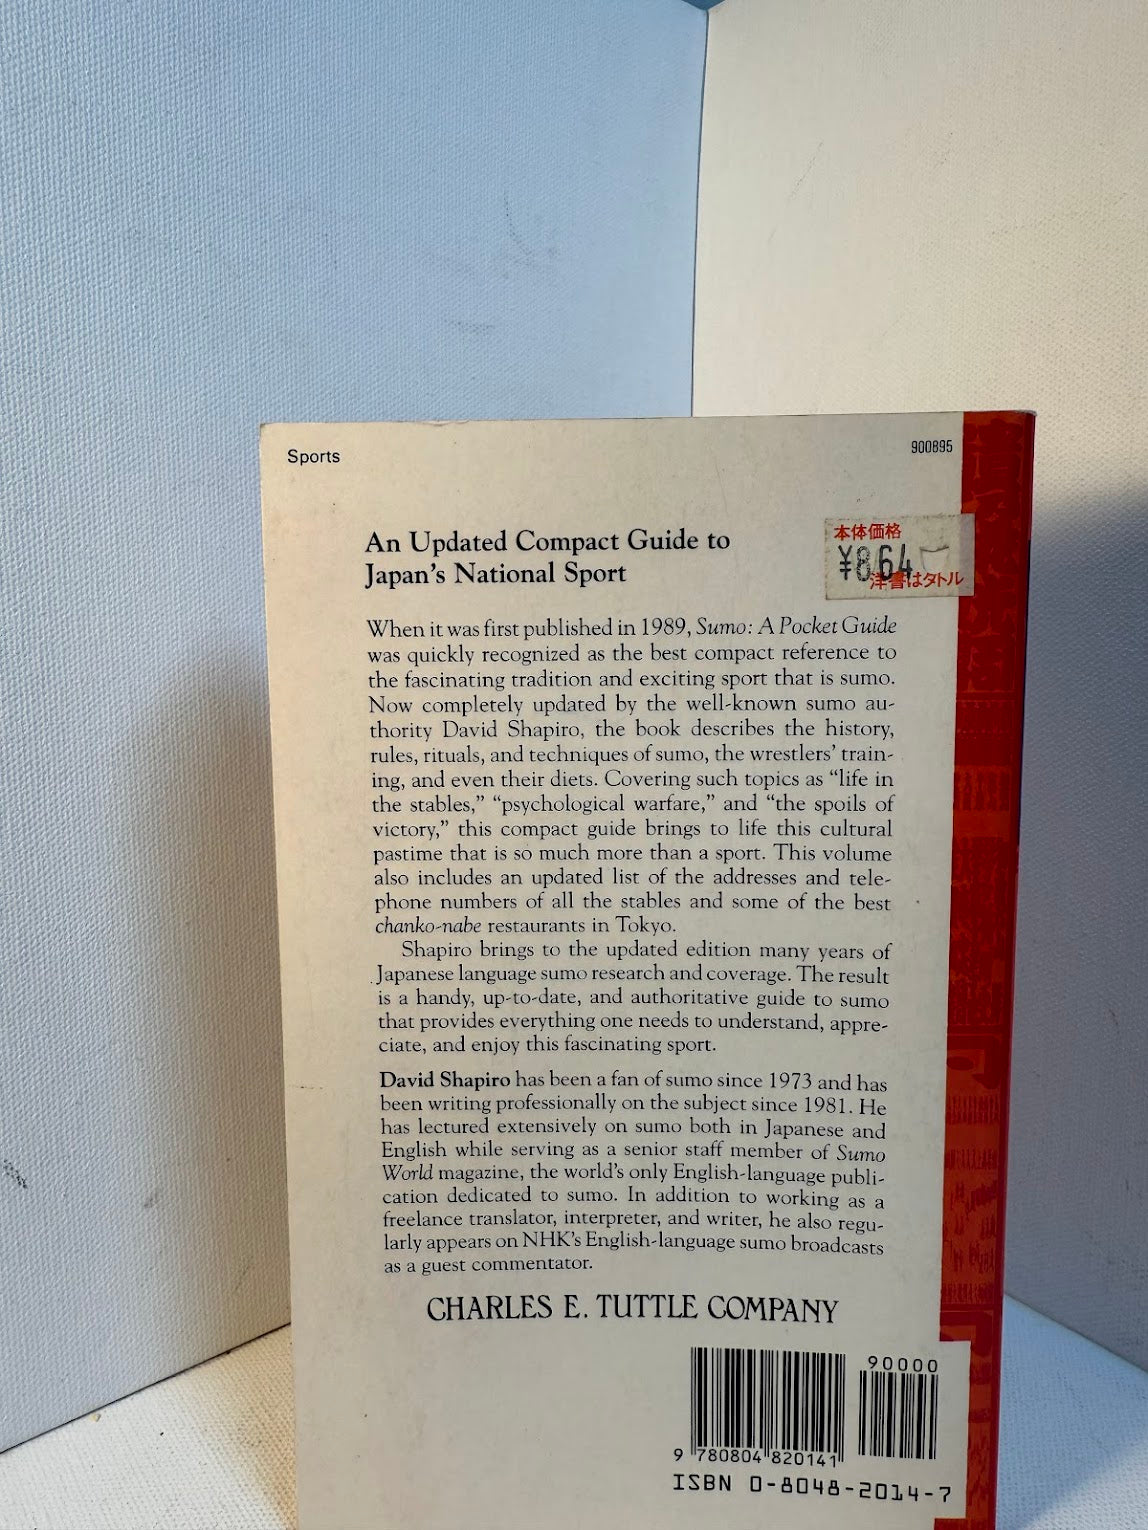 Sports
900895
An Updated Compact Guide to
Japan's National Sport
本体価格
¥864
洋書はタトル
When it was first published in 1989, Sumo: A Pocket Guide
was quickly recognized as the best compact reference to
the fascinating tradition and exciting sport that is sumo.
Now completely updated by the well-known sumo au-
thority David Shapiro, the book describes the history,
rules, rituals, and techniques of sumo, the wrestlers' train-
ing, and even their diets. Covering such topics as “life in
the stables,” “psychological warfare,” and “the spoils of
victory,” this compact guide brings to life this cultural
pastime that is so much more than a sport. This volume
also includes an updated list of the addresses and tele-
phone numbers of all the stables and some of the best
chanko-nabe restaurants in Tokyo.
Shapiro brings to the updated edition many years of
Japanese language sumo research and coverage. The result
is a handy, up-to-date, and authoritative guide to sumo
that provides everything one needs to understand, appre-
ciate, and enjoy this fascinating sport.
David Shapiro has been a fan of sumo since 1973 and has
been writing professionally on the subject since 1981. He
has lectured extensively on sumo both in Japanese and
English while serving as a senior staff member of Sumo
World magazine, the world's only English-language publi-
cation dedicated to sumo. In addition to working as a
freelance translator, interpreter, and writer, he also regu-
larly appears on NHK's English-language sumo broadcasts
as a guest commentator.
CHARLES E. TUTTLE COMPANY
90000
9 780804 820141
ISBN 0-8048-2014-7